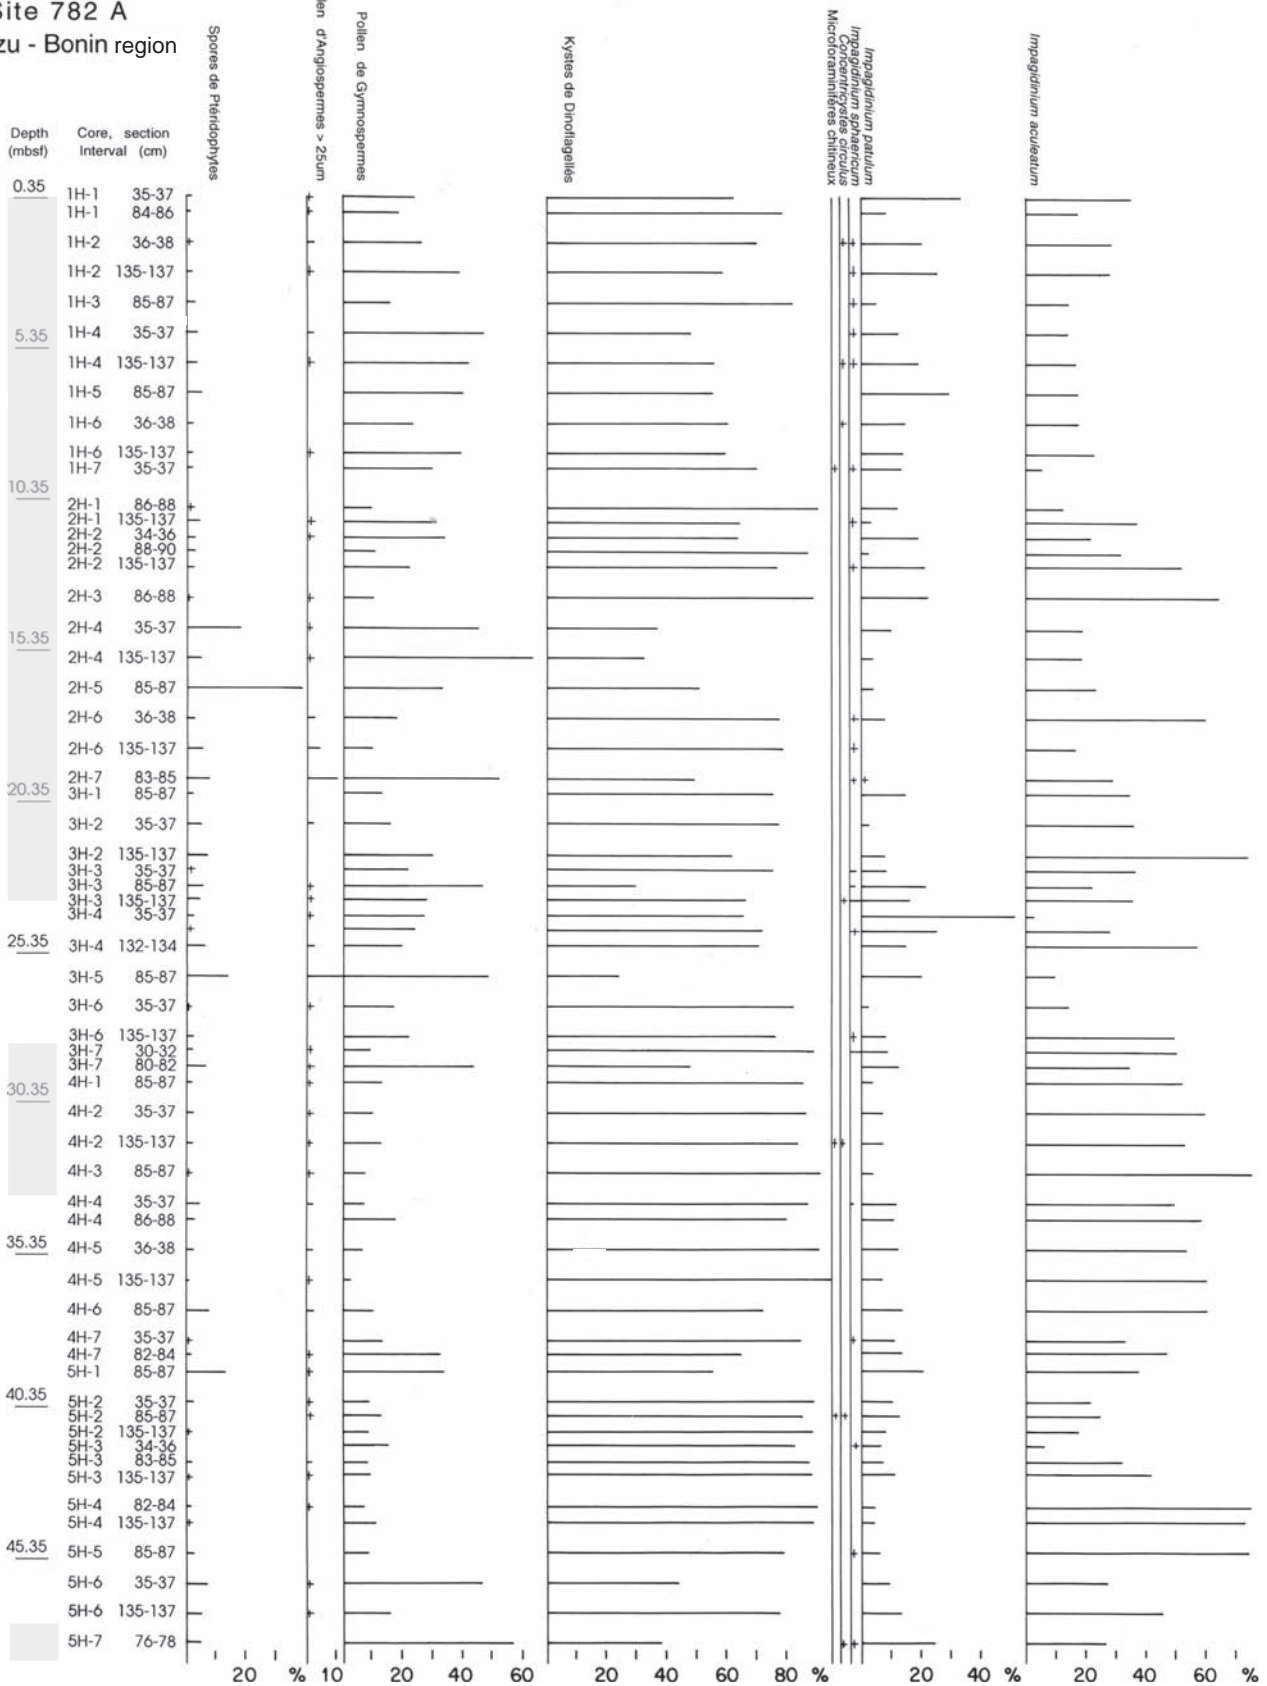 Site 782 A
zu - Bonin region
Spores de Ptéridophytes
len d'Angiospermes > 25um
Pollen de Gymnospermes
Kystes de Dinoflagellés
Microforaminifères chitineux
Concentricystes circulus
Impagidinium sphaericum
Impagidinium patulum
Impagidinium aculeatum
Depth Core, section
(mbsf) Interval (cm)
0.35
1H-1 35-37
1H-1 84-86
1H-2 36-38
1H-2 135-137
1H-3 85-87
1H-4 35-37
5.35
1H-4 135-137
1H-5 85-87
1H-6 36-38
1H-6 135-137
1H-7 35-37
10.35
2H-1 86-88
2H-1 135-137
2H-2 34-36
2H-2 88-90
2H-2 135-137
2H-3 86-88
2H-4 35-37
15.35
2H-4 135-137
2H-5 85-87
2H-6 36-38
2H-6 135-137
2H-7 83-85
20.35
3H-1 85-87
3H-2 35-37
3H-2 135-137
3H-3 35-37
3H-3 85-87
3H-3 135-137
3H-4 35-37
25.35
3H-4 132-134
3H-5 85-87
3H-6 35-37
3H-6 135-137
3H-7 30-32
3H-7 80-82
4H-1 85-87
30.35
4H-2 35-37
4H-2 135-137
4H-3 85-87
4H-4 35-37
4H-4 86-88
35.35
4H-5 36-38
4H-5 135-137
4H-6 85-87
4H-7 35-37
4H-7 82-84
5H-1 85-87
40.35
5H-2 35-37
5H-2 85-87
5H-2 135-137
5H-3 34-36
5H-3 83-85
5H-3 135-137
5H-4 82-84
5H-4 135-137
45.35
5H-5 85-87
5H-6 35-37
5H-6 135-137
5H-7 76-78
20 % 10 20 40 60 20 40 60 80 % 20 40 % 20 40 60 %